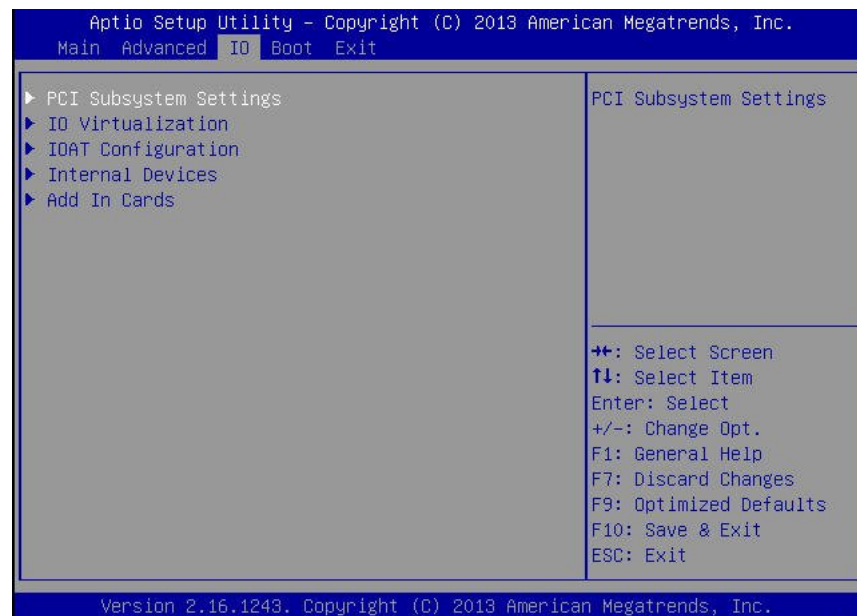 Aptio Setup Utility – Copyright (C) 2013 American Megatrends, Inc.
Main Advanced IO Boot Exit
▶ PCI Subsystem Settings
▶ IO Virtualization
▶ IOAT Configuration
▶ Internal Devices
▶ Add In Cards
PCI Subsystem Settings
→←: Select Screen
↑↓: Select Item
Enter: Select
+/-: Change Opt.
F1: General Help
F7: Discard Changes
F9: Optimized Defaults
F10: Save & Exit
ESC: Exit
Version 2.16.1243. Copyright (C) 2013 American Megatrends, Inc.